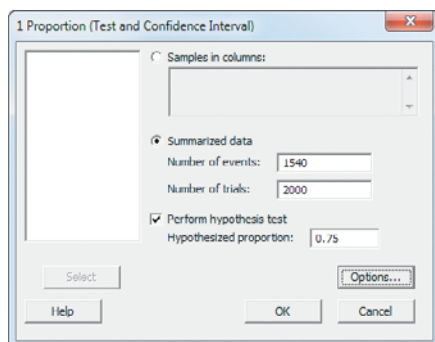 1 Proportion (Test and Confidence Interval)
Samples in columns:
Summarized data
Number of events: 1540
Number of trials: 2000
Perform hypothesis test
Hypothesized proportion: 0.75
Select
Options...
Help
OK
Cancel